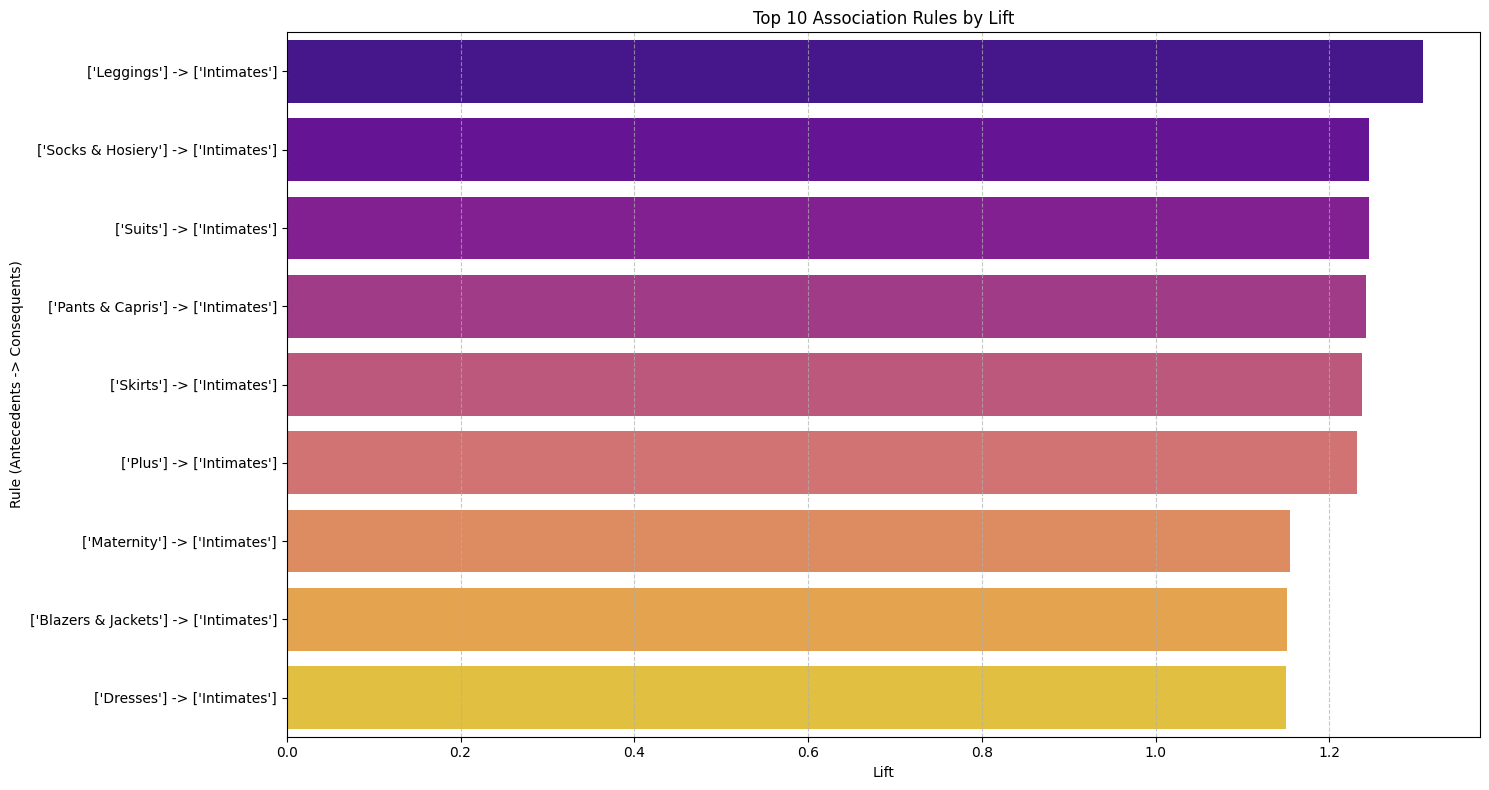 Top 10 Association Rules by Lift
Rule (Antecedents -> Consequents)
['Leggings'] -> ['Intimates']
['Socks & Hosiery'] -> ['Intimates']
['Suits'] -> ['Intimates']
['Pants & Capris'] -> ['Intimates']
['Skirts'] -> ['Intimates']
['Plus'] -> ['Intimates']
['Maternity'] -> ['Intimates']
['Blazers & Jackets'] -> ['Intimates']
['Dresses'] -> ['Intimates']
0.0 0.2 0.4 0.6 0.8 1.0 1.2
Lift